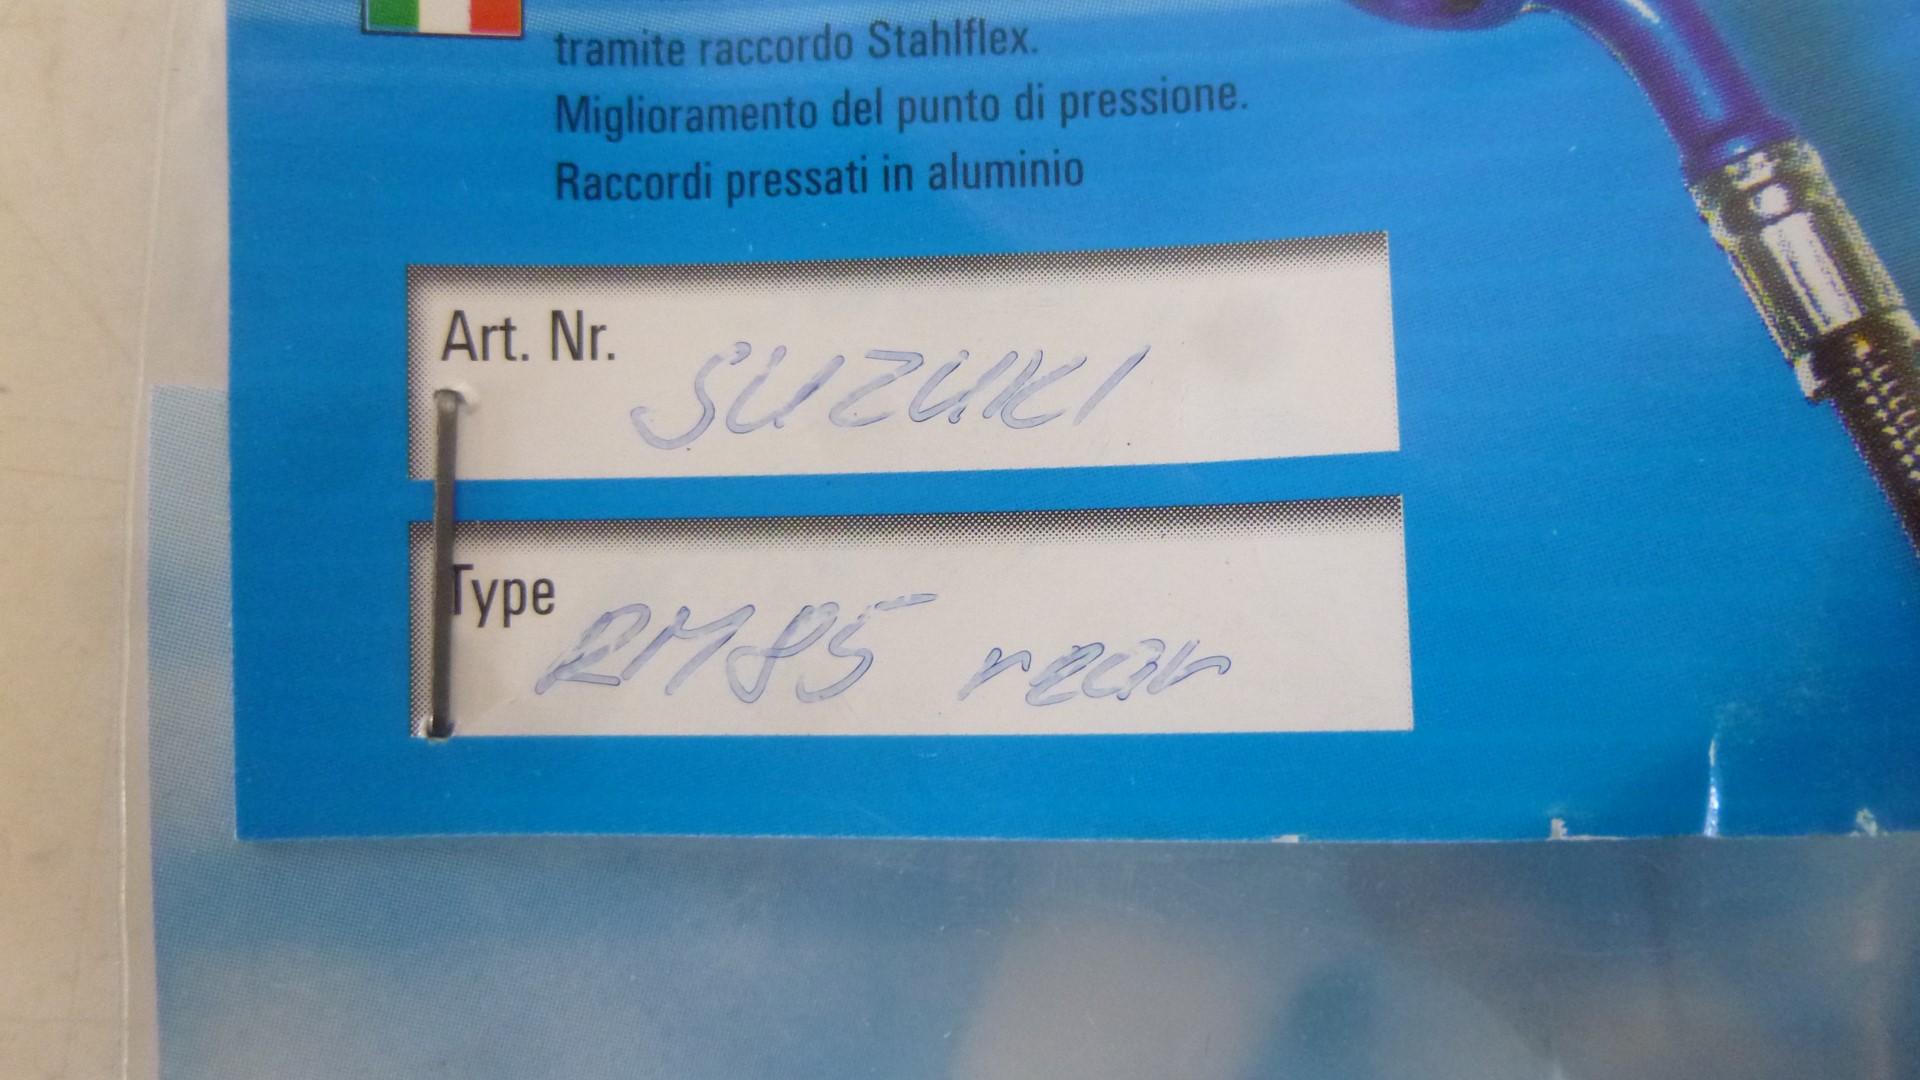 tramite raccordo Stahlflex.
Miglioramento del punto di pressione.
Raccordi pressati in aluminio
Art. Nr. SUZUKI
Type RM85 rear